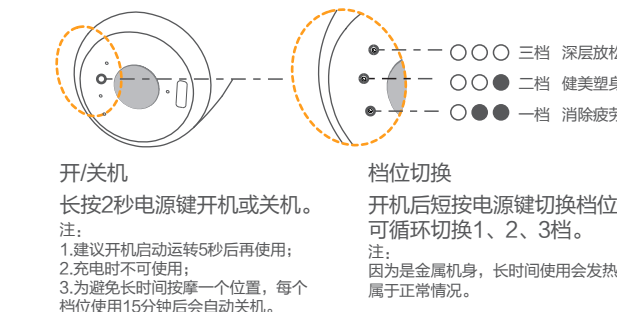 三档 深层放松
二档 健美塑身
一档 消除疲劳
开/关机
长按2秒电源键开机或关机。
注：
1.建议开机启动运转5秒后再使用；
2.充电时不可使用；
3.为避免长时间按摩一个位置，每个
档位使用15分钟后会自动关机。
档位切换
开机后短按电源键切换档位
可循环切换1、2、3档。
注：
因为是金属机身，长时间使用会发热
属于正常情况。